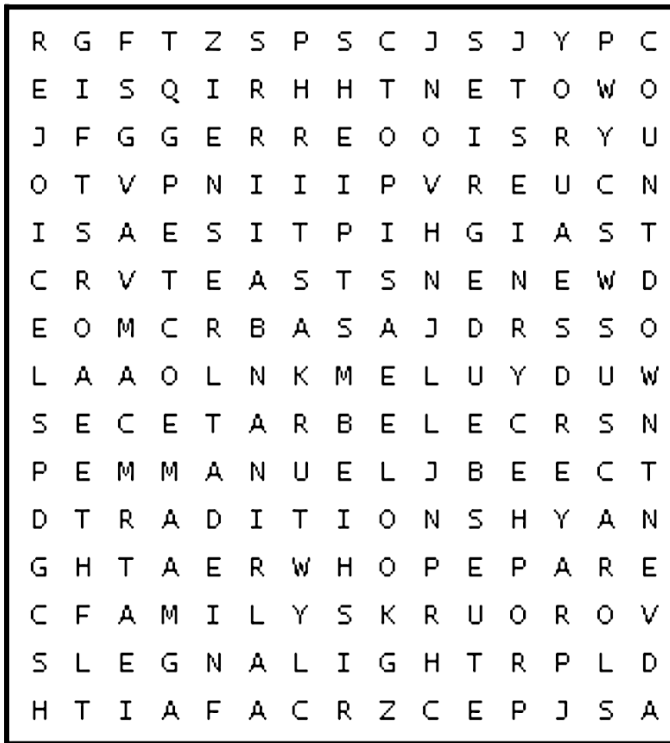 R G F T Z S P S C J S J Y P C
E I S Q I R H H T N E T O W O
J F G G E R R E O O I S R Y U
O T V P N I I I P V R E U C N
I S A E S I T P I H G I A S T
C R V T E A S T S N E N E W D
E O M C R B A S A J D R S S O
L A A O L N K M E L U Y D U W
S E C E T A R B E L E C R S N
P E M M A N U E L J B E E C T
D T R A D I T I O N S H Y A N
G H T A E R W H O P E P A R E
C F A M I L Y S K R U O R O V
S L E G N A L I G H T R P L D
H T I A F A C R Z C E P J S A